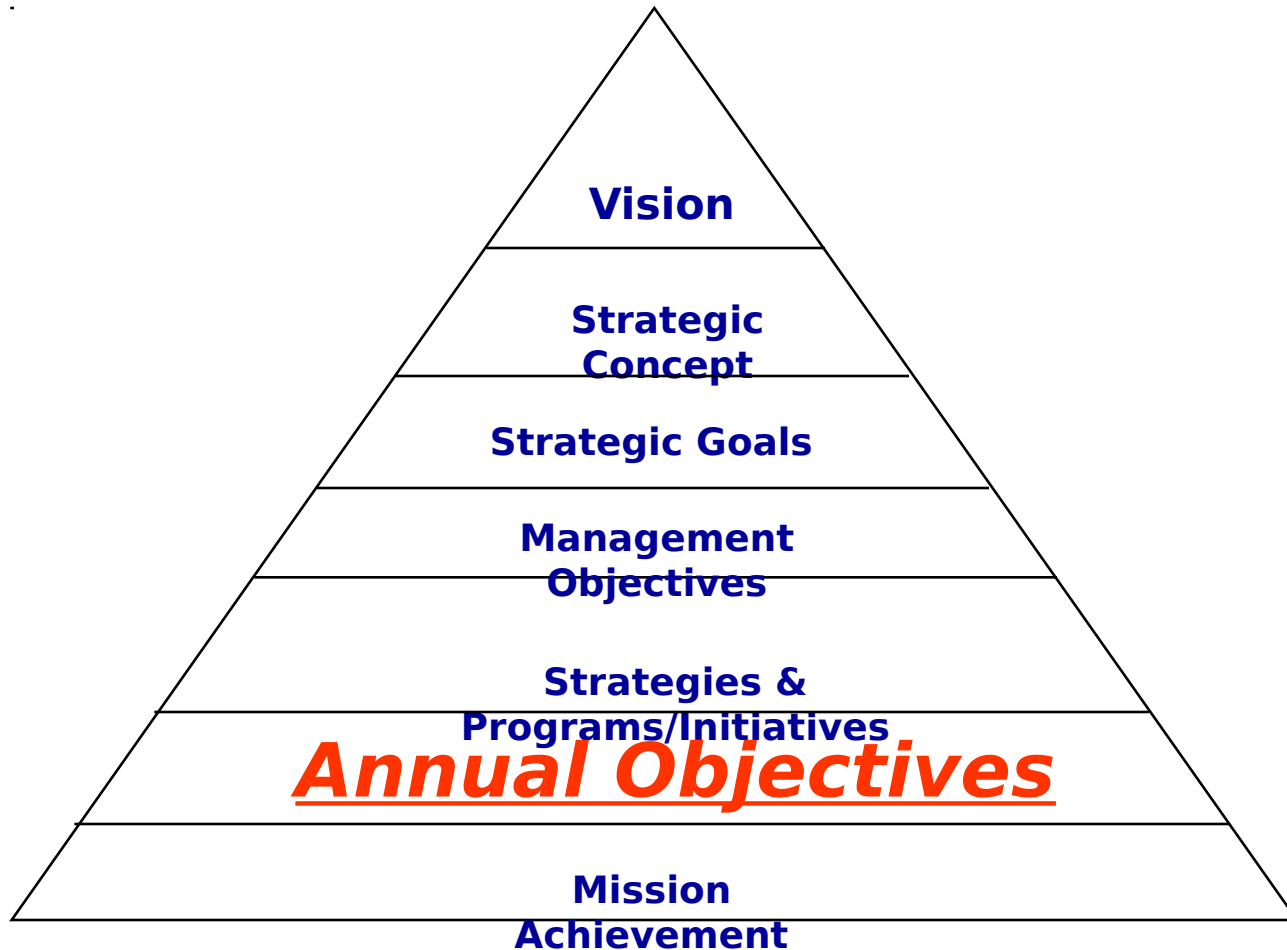 Vision
Strategic
Concept
Strategic Goals
Management
Objectives
Strategies &
Programs/Initiatives
Annual Objectives
Mission
Achievement